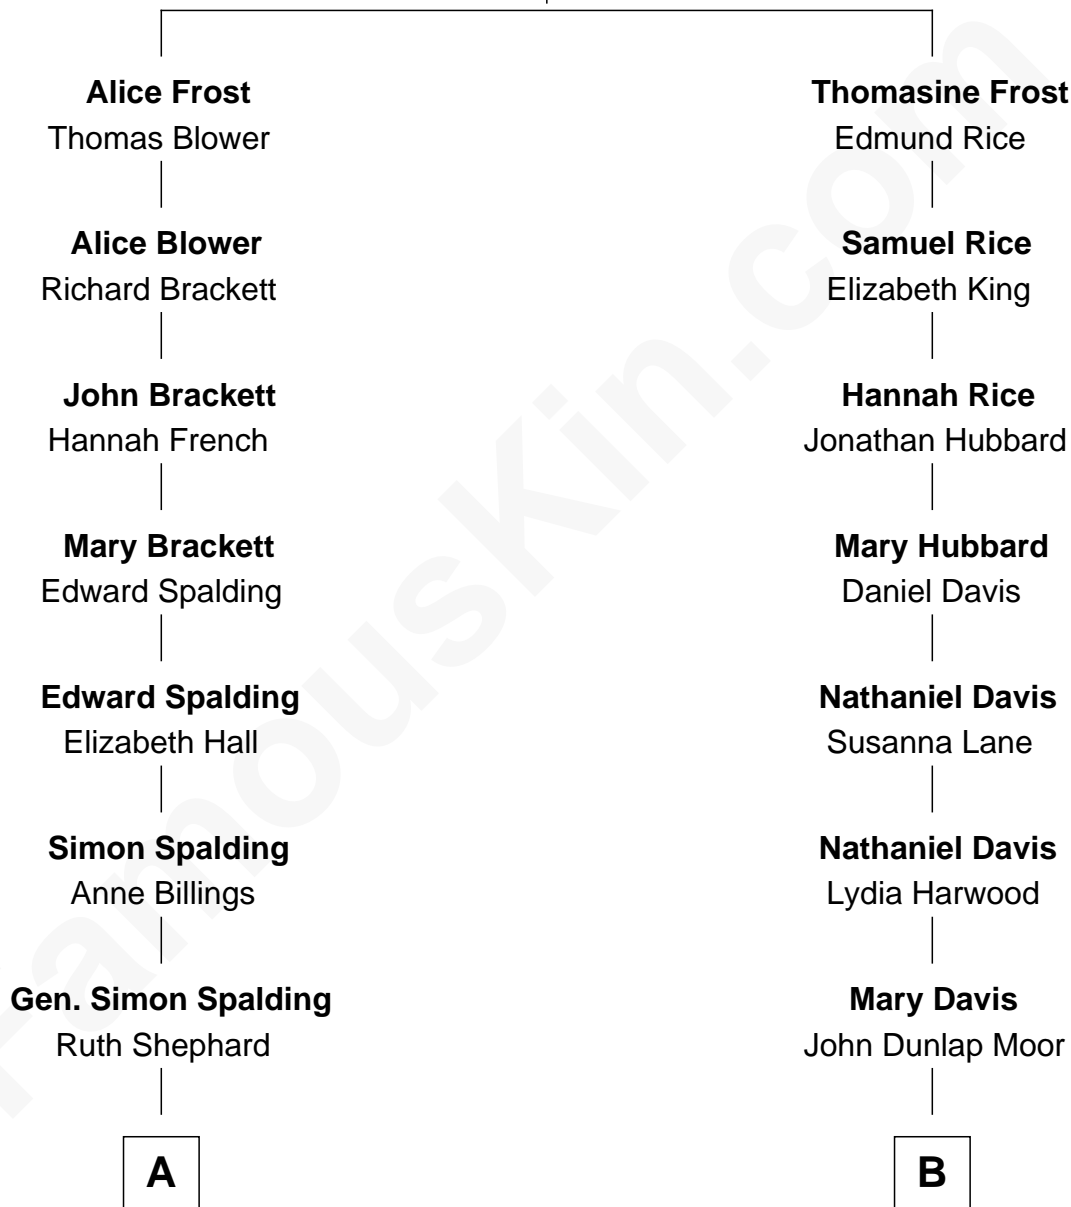 Alice Frost
Thomas Blower
Alice Blower
Richard Brackett
John Brackett
Hannah French
Mary Brackett
Edward Spalding
Edward Spalding
Elizabeth Hall
Simon Spalding
Anne Billings
Gen. Simon Spalding
Ruth Shephard
A
Thomasine Frost
Edmund Rice
Samuel Rice
Elizabeth King
Hannah Rice
Jonathan Hubbard
Mary Hubbard
Daniel Davis
Nathaniel Davis
Susanna Lane
Nathaniel Davis
Lydia Harwood
Mary Davis
John Dunlap Moor
B
FamousKin.com